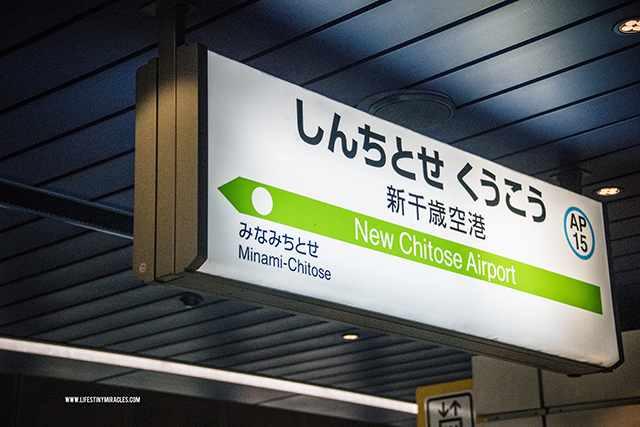 しんちとせ くうこう
新千歳空港
AP
15
New Chitose Airport
みなみちとせ
Minami-Chitose
WWW.LIFESTINYMIRACLES.COM